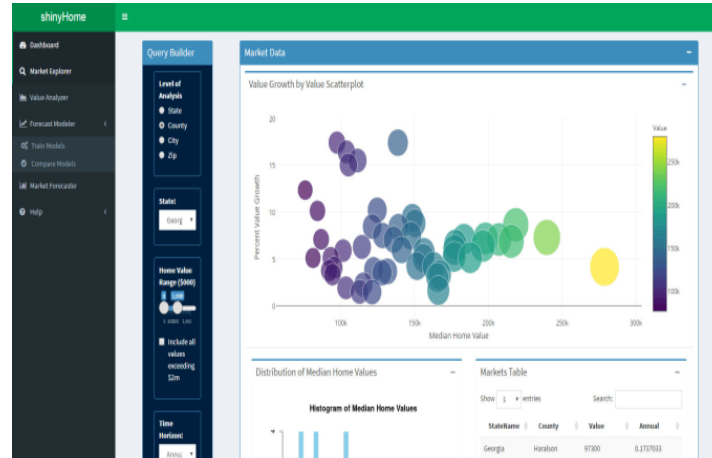 shinyHome
Dashboard
Market Explorer
Value Analyzer
Forecast Modeler
Train Models
Compare Models
Market Forecaster
Help
Query Builder
Level of
Analysis
State
County
City
Zip
State:
Georg
Home Value
Range ($000)
Include all
values
exceeding
$2m
Time
Horizon:
Annua
Market Data
Value Growth by Value Scatterplot
Percent Value Growth
20
15
10
5
0
100k
150k
200k
250k
300k
Median Home Value
Value
250k
200k
150k
100k
Distribution of Median Home Values
Histogram of Median Home Values
4
Markets Table
Show 5 entries
Search:
StateName County Value Annual
Georgia Haralson 97300 0.1737033